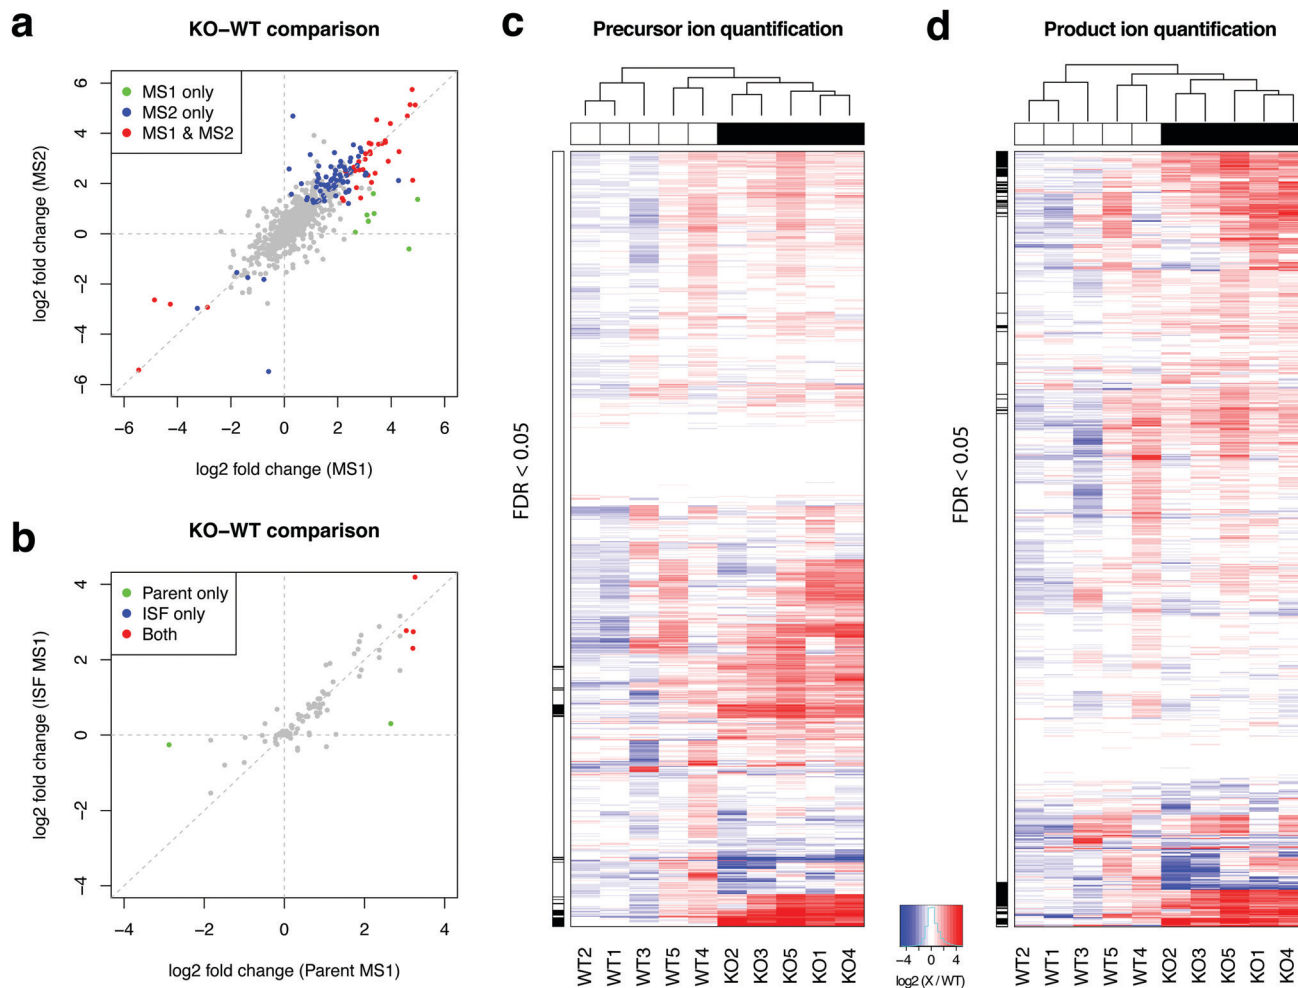 a
KO–WT comparison
MS1 only
MS2 only
MS1 & MS2
6
4
2
0
−2
−4
−6
log2 fold change (MS2)
−6 −4 −2 0 2 4 6
log2 fold change (MS1)
b
KO–WT comparison
Parent only
ISF only
Both
4
2
0
−2
−4
log2 fold change (ISF MS1)
−4 −2 0 2 4
log2 fold change (Parent MS1)
c
Precursor ion quantification
FDR < 0.05
WT2 WT1 WT3 WT5 WT4 KO2 KO3 KO5 KO1 KO4
−4 0 4
log2 (X / WT)
d
Product ion quantification
FDR < 0.05
WT2 WT1 WT3 WT5 WT4 KO2 KO3 KO5 KO1 KO4